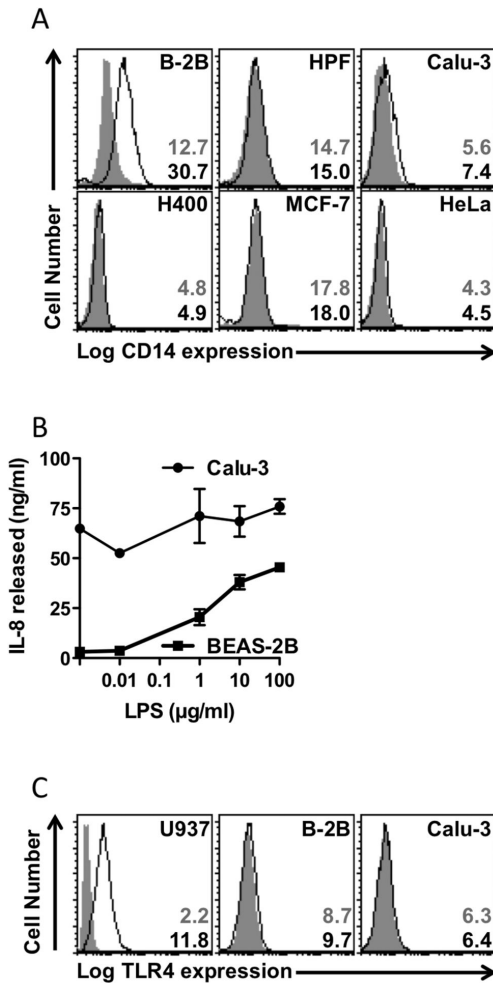 A
B-2B
12.7
30.7
HPF
14.7
15.0
Calu-3
5.6
7.4
H400
4.8
4.9
MCF-7
17.8
18.0
HeLa
4.3
4.5
Cell Number
Log CD14 expression
B
IL-8 released (ng/ml)
100
75
50
25
0
Calu-3
BEAS-2B
0.01 1 10 100
LPS (µg/ml)
C
U937
2.2
11.8
B-2B
8.7
9.7
Calu-3
6.3
6.4
Cell Number
Log TLR4 expression